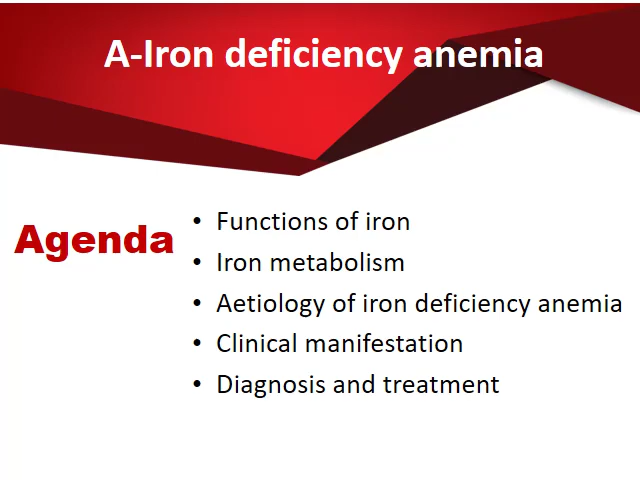 A-Iron deficiency anemia
Agenda
• Functions of iron
• Iron metabolism
• Aetiology of iron deficiency anemia
• Clinical manifestation
• Diagnosis and treatment